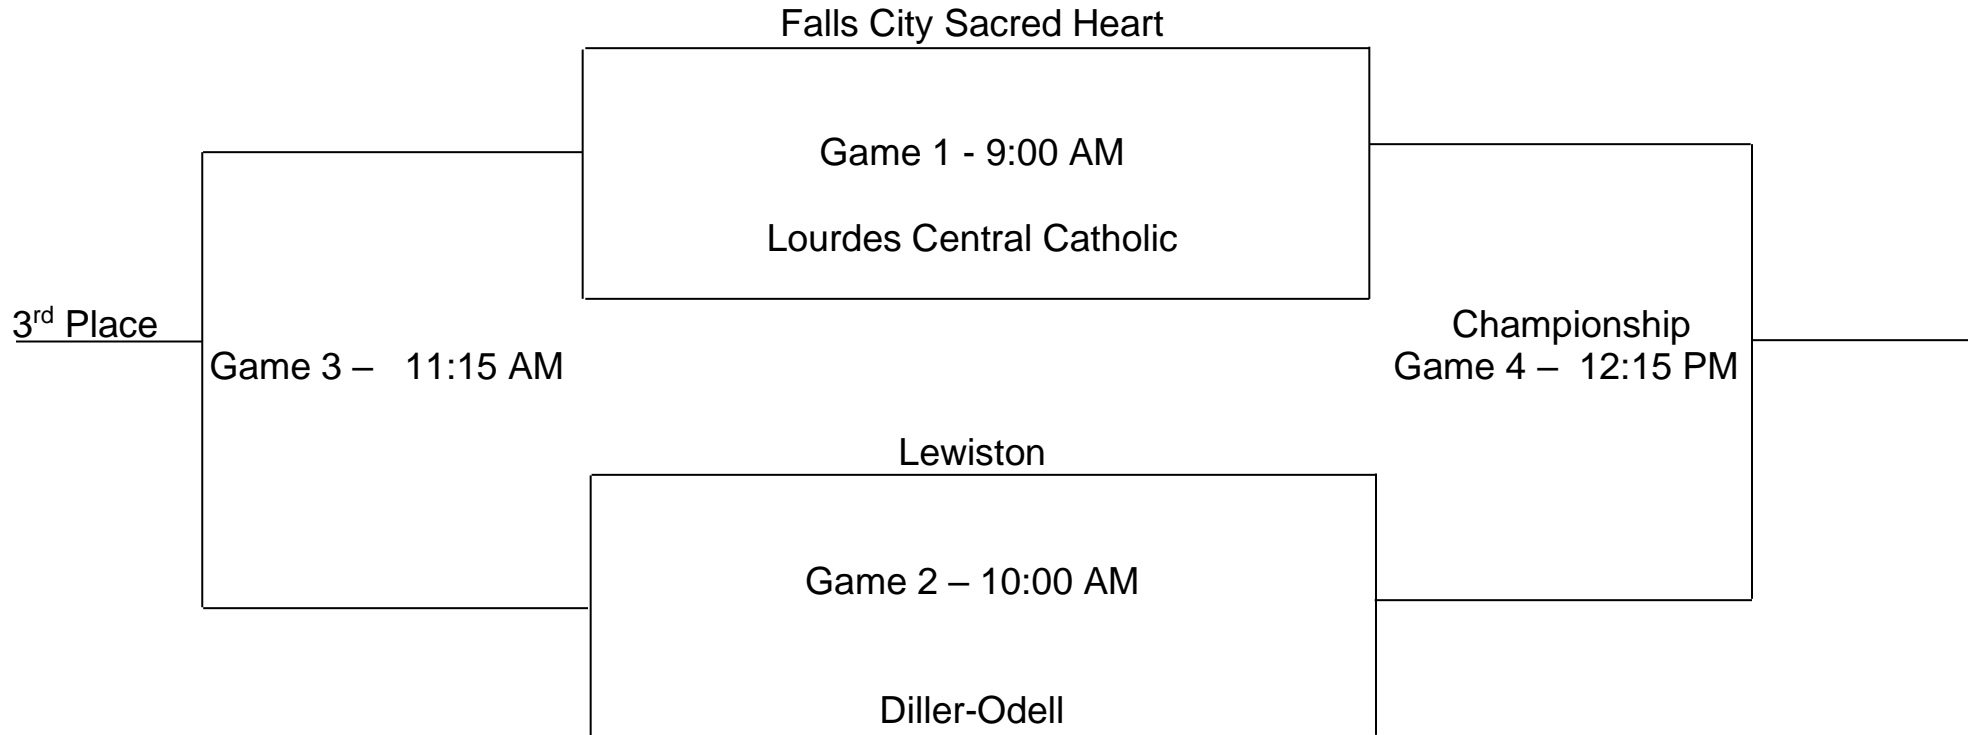 Falls City Sacred Heart
Game 1 - 9:00 AM
Lourdes Central Catholic
3rd Place
Championship
Game 3 –   11:15 AM
Game 4 –  12:15 PM
Lewiston
Game 2 – 10:00 AM
Diller-Odell